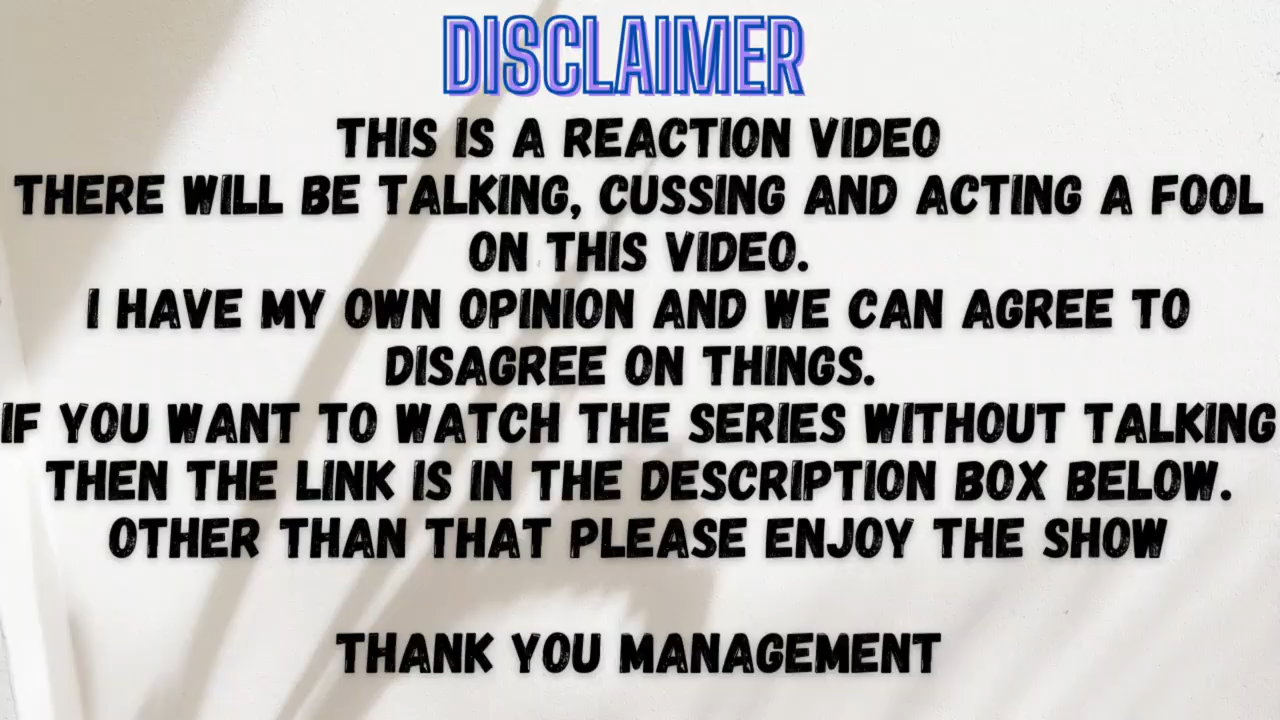 DISCLAIMER
THIS IS A REACTION VIDEO
THERE WILL BE TALKING, CUSSING AND ACTING A FOOL
ON THIS VIDEO.
I HAVE MY OWN OPINION AND WE CAN AGREE TO
DISAGREE ON THINGS.
IF YOU WANT TO WATCH THE SERIES WITHOUT TALKING
THEN THE LINK IS IN THE DESCRIPTION BOX BELOW.
OTHER THAN THAT PLEASE ENJOY THE SHOW
THANK YOU MANAGEMENT